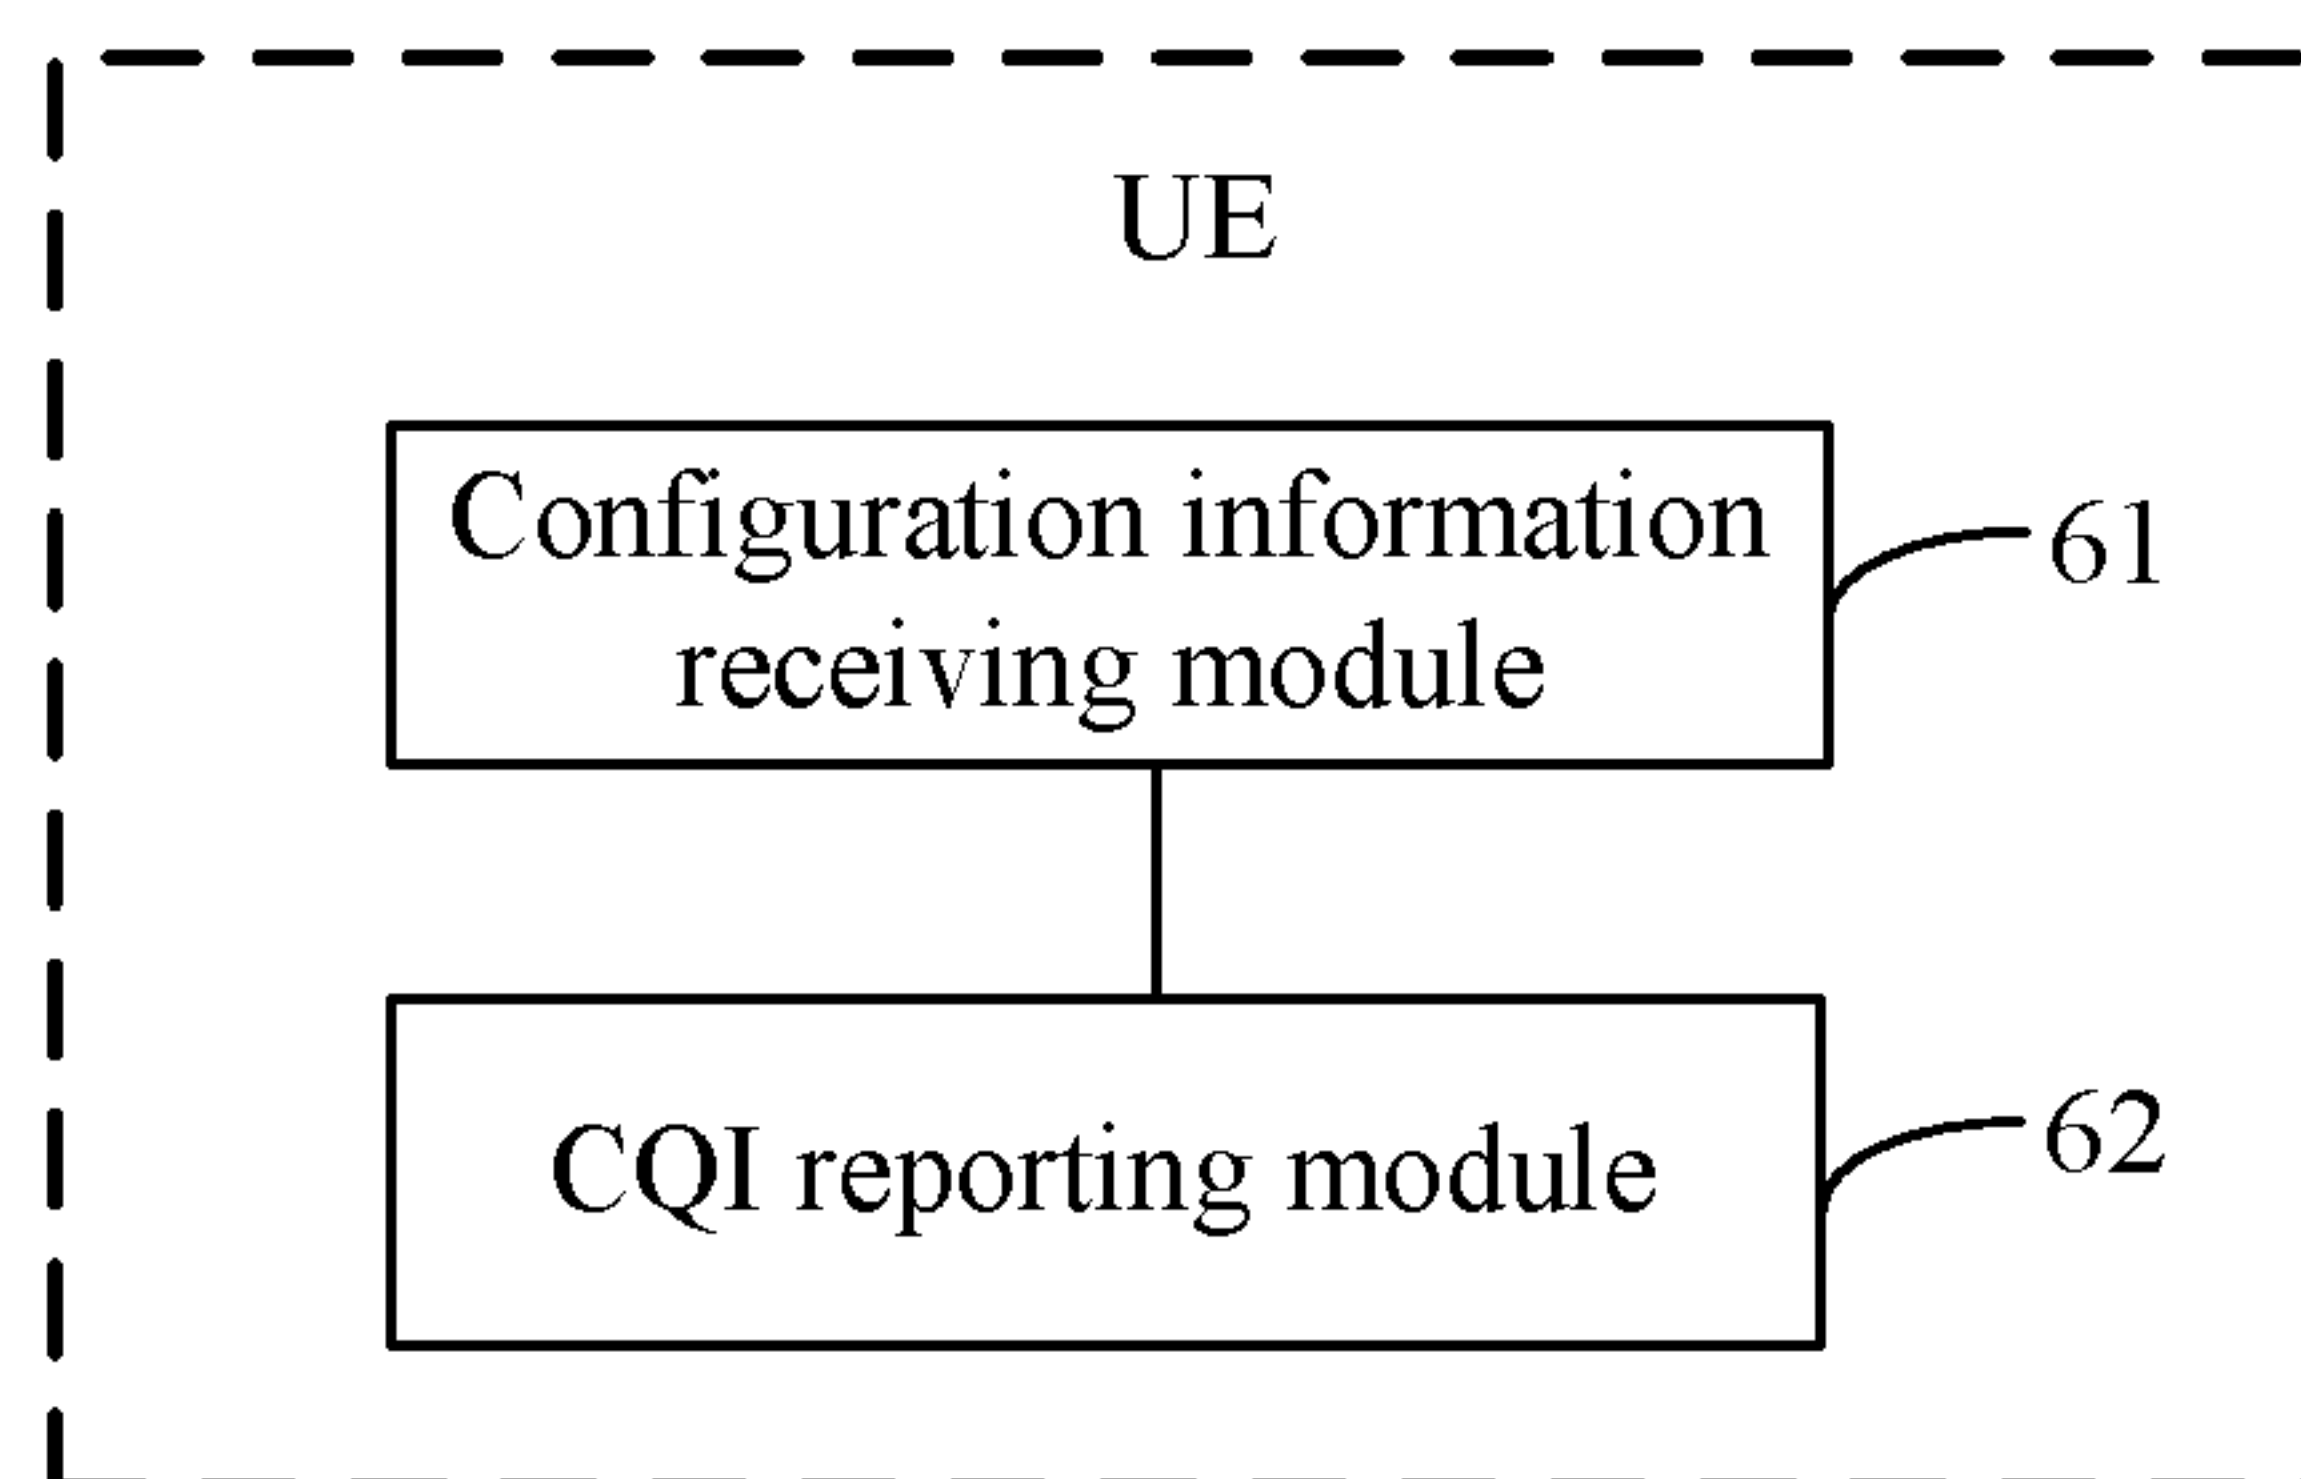 UE
Configuration information
receiving module
61
CQI reporting module
62